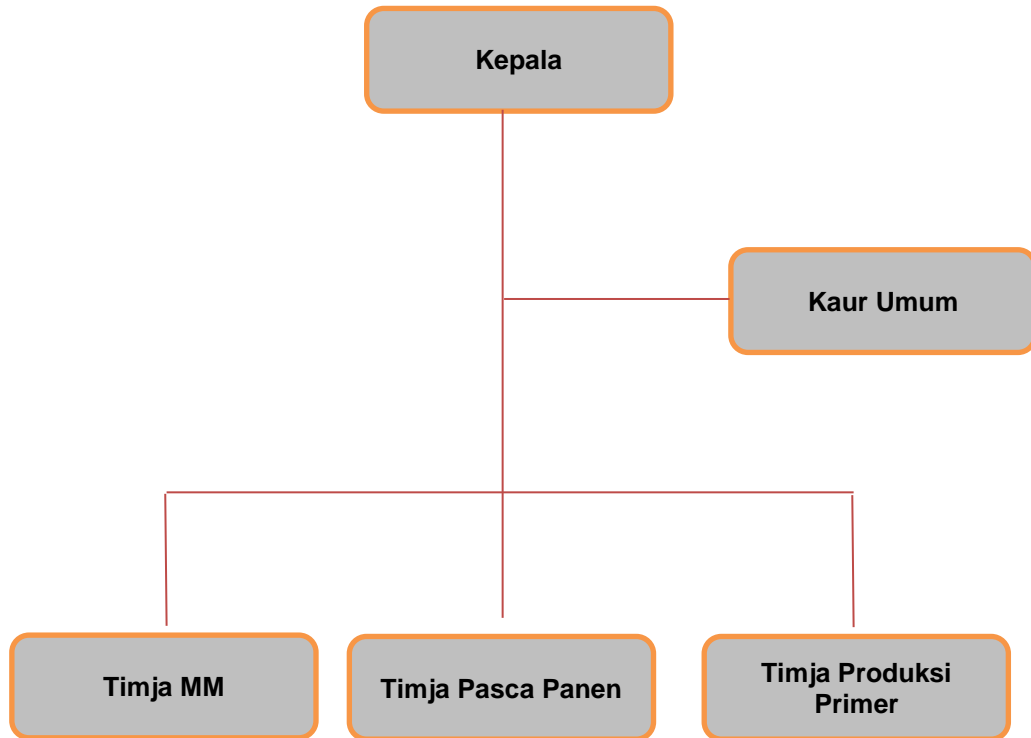 Kepala
Kaur Umum
Timja MM
Timja Pasca Panen
Timja Produksi
Primer